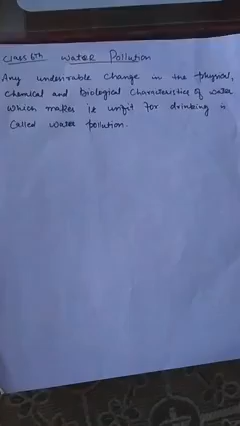 Class 6th Water Pollution
Any undesirable change in the physical,
chemical and Biological characteristics of water
which makes it unfit for drinking is
called water pollution.